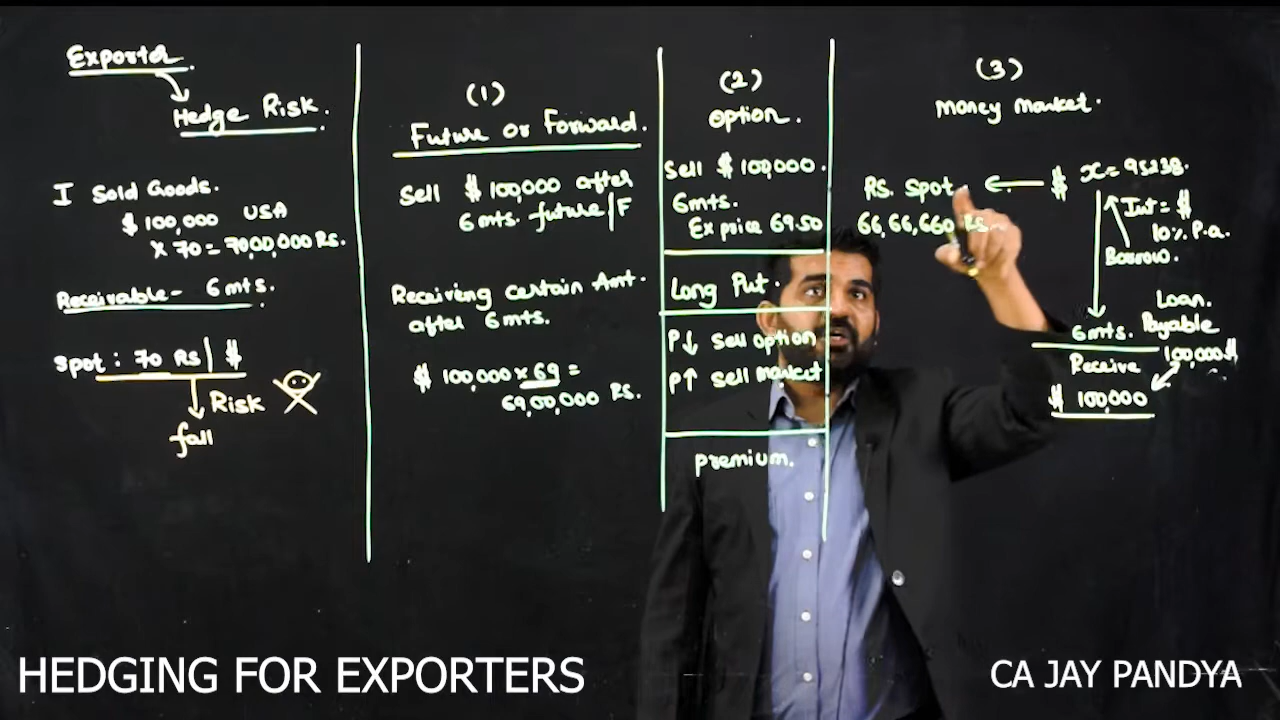 Exporter.
Hedge Risk.
I Sold Goods.
$ 100,000 USA
× 70 = 70,00,000 Rs.
Receivable - 6 mts.
Spot : 70 Rs | $
Risk
fall
(1)
Future or Forward.
Sell $ 100,000 after
6 mts. future / F
Receiving certain Amt.
after 6 mts.
$ 100,000 × 69 =
69,00,000 Rs.
(2)
Option.
Sell $ 100,000.
6 mts.
Ex price 69.50
Long Put.
P↓ Sell option
P↑ Sell market
Premium.
(3)
Money market.
Rs. Spot ← $ x = 95238.
66,66,660 Rs.
Int = $
10% P.a.
Borrow.
Loan.
6 mts. Payable
Receive 100,000 $
$ 100,000
HEDGING FOR EXPORTERS
CA JAY PANDYA